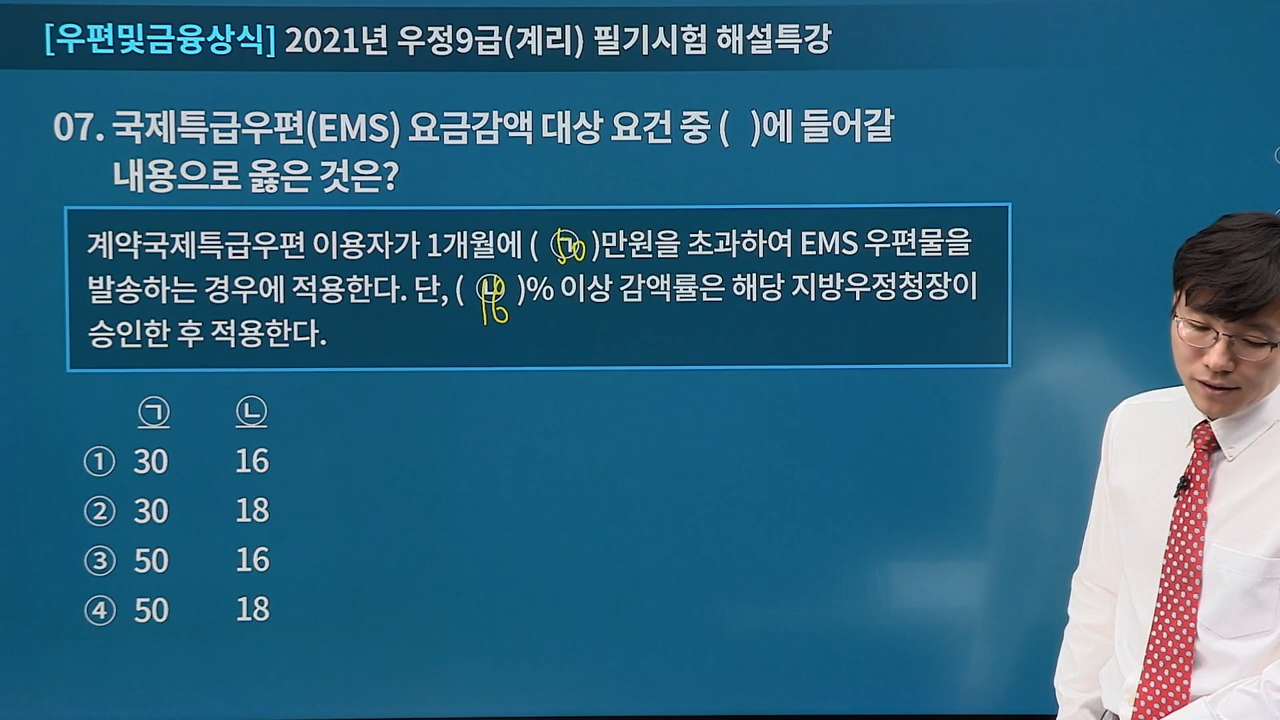 [우편및금융상식] 2021년 우정9급(계리) 필기시험 해설특강
07. 국제특급우편(EMS) 요금감액 대상 요건 중 ( )에 들어갈
내용으로 옳은 것은?
계약국제특급우편 이용자가 1개월에 ( ㉠ 50 )만원을 초과하여 EMS 우편물을
발송하는 경우에 적용한다. 단, ( ㉡ 16 )% 이상 감액률은 해당 지방우정청장이
승인한 후 적용한다.
㉠ ㉡
① 30 16
② 30 18
③ 50 16
④ 50 18